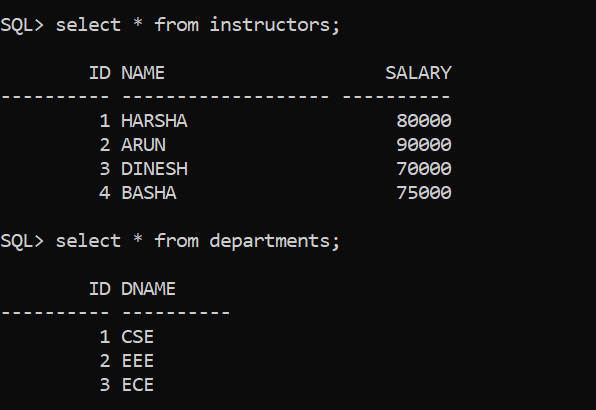 SQL> select * from instructors;
        ID NAME                    SALARY
---------- ------------------- ----------
         1 HARSHA                   80000
         2 ARUN                     90000
         3 DINESH                   70000
         4 BASHA                    75000
SQL> select * from departments;
        ID DNAME
---------- ----------
         1 CSE
         2 EEE
         3 ECE